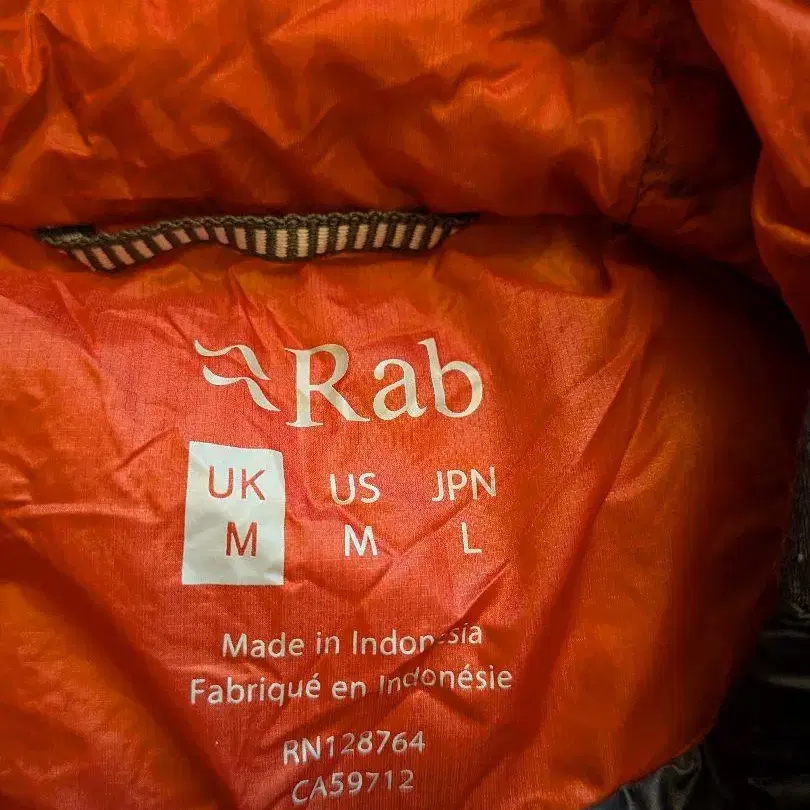 Rab
UK US JPN
M M L
Made in Indonesia
Fabriqué en Indonésie
RN128764
CA59712